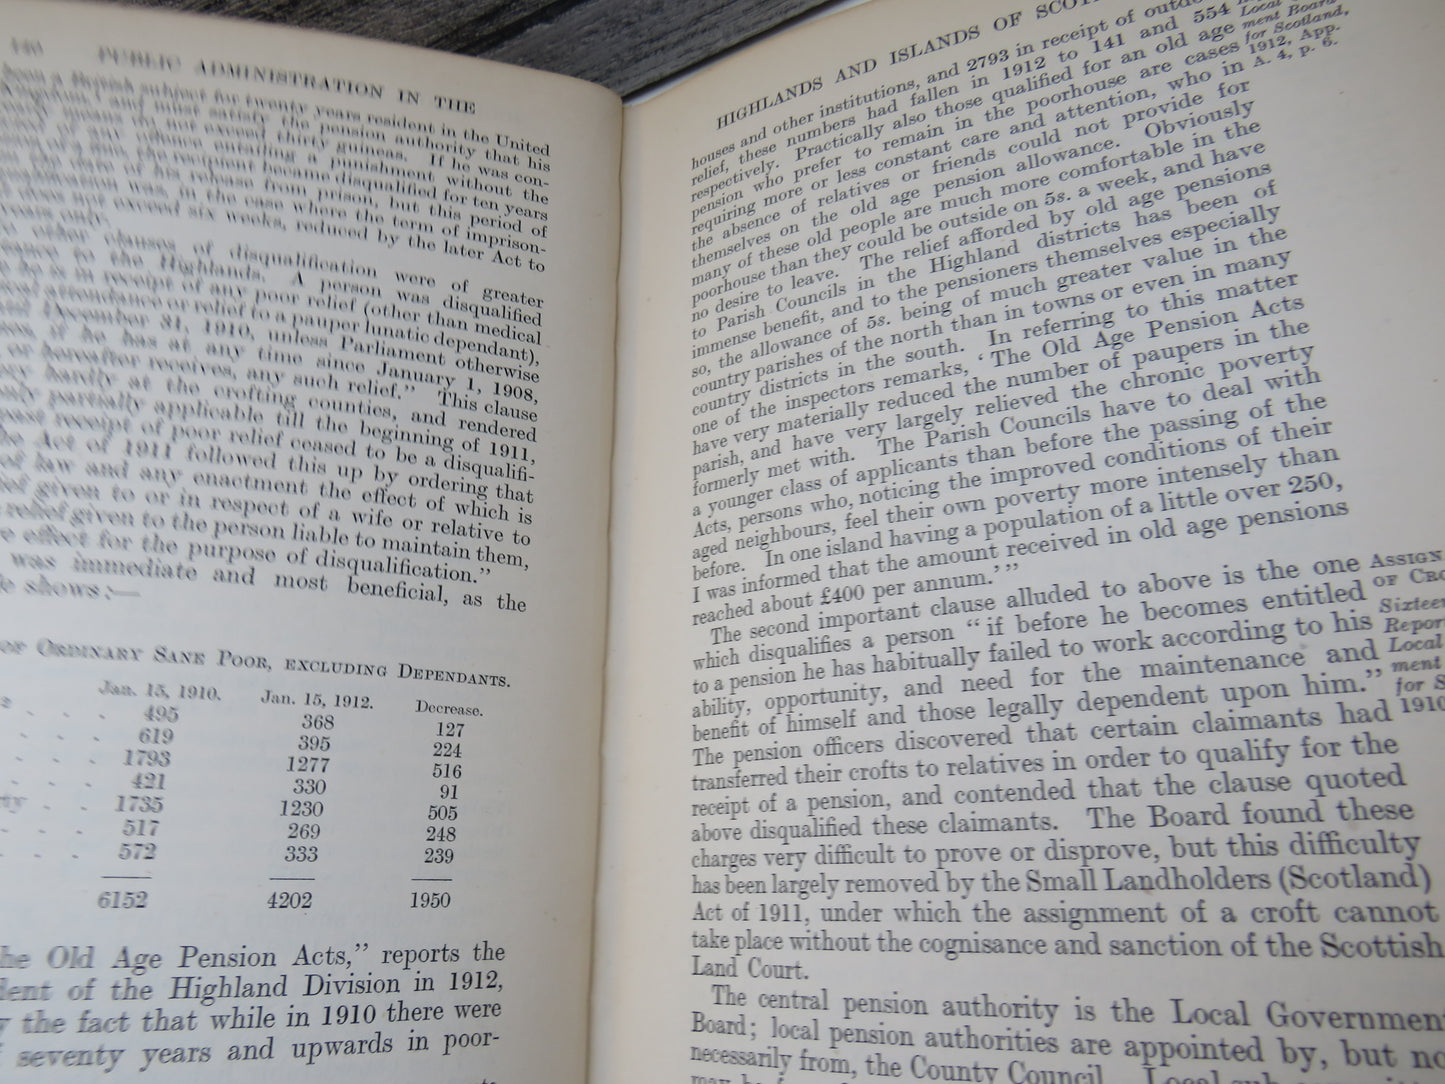 140 PUBLIC ADMINISTRATION IN THE
been a British subject for twenty years resident in the United
and must satisfy the pension authority that his
means do not exceed thirty guineas. If he was con-
of any offence entailing a punishment without the
of a fine, the recipient became disqualified for ten years
the date of his release from prison, but this period of
was, in the case where the term of imprison-
does not exceed six weeks, reduced by the later Act to
years only.
other clauses of disqualification were of greater
to the Highlands. A person was disqualified
he is in receipt of any poor relief (other than medical
attendance or relief to a pauper lunatic dependant),
December 31, 1910, unless Parliament otherwise
if he has at any time since January 1, 1908,
or hereafter receives, any such relief." This clause
hardly at the crofting counties, and rendered
partially applicable till the beginning of 1911,
past receipt of poor relief ceased to be a disqualifi-
Act of 1911 followed this up by ordering that
of law and any enactment the effect of which is
given to or in respect of a wife or relative to
relief given to the person liable to maintain them,
effect for the purpose of disqualification."
was immediate and most beneficial, as the
shows:—
OF ORDINARY SANE POOR, EXCLUDING DEPENDANTS.
Jan. 15, 1910. Jan. 15, 1912. Decrease.
. . . 495 368 127
. . . 619 395 224
. . . 1793 1277 516
. . . 421 330 91
. . 1735 1230 505
. . . 517 269 248
. . . 572 333 239
6152 4202 1950
the Old Age Pension Acts," reports the
of the Highland Division in 1912,
the fact that while in 1910 there were
seventy years and upwards in poor-
HIGHLANDS AND ISLANDS OF
houses and other institutions, and 2793 in receipt of
relief, these numbers had fallen in 1912 to 141 and 554
respectively. Practically also those qualified for an old age
pension who prefer to remain in the poorhouse are cases
requiring more or less constant care and attention, who in
the absence of relatives or friends could not provide for
themselves on the old age pension allowance. Obviously
many of these old people are much more comfortable in the
poorhouse than they could be outside on 5s. a week, and have
no desire to leave. The relief afforded by old age pensions
to Parish Councils in the Highland districts has been of
immense benefit, and to the pensioners themselves especially
so, the allowance of 5s. being of much greater value in the
country parishes of the north than in towns or even in many
country districts in the south. In referring to this matter
one of the inspectors remarks, 'The Old Age Pension Acts
have very materially reduced the number of paupers in the
parish, and have very largely relieved the chronic poverty
formerly met with. The Parish Councils have to deal with
a younger class of applicants than before the passing of the
Acts, persons who, noticing the improved conditions of their
aged neighbours, feel their own poverty more intensely than
before. In one island having a population of a little over 250,
I was informed that the amount received in old age pensions
reached about £400 per annum.'"
The second important clause alluded to above is the one
which disqualifies a person "if before he becomes entitled
to a pension he has habitually failed to work according to his
ability, opportunity, and need for the maintenance and
benefit of himself and those legally dependent upon him."
The pension officers discovered that certain claimants had
transferred their crofts to relatives in order to qualify for the
receipt of a pension, and contended that the clause quoted
above disqualified these claimants. The Board found these
charges very difficult to prove or disprove, but this difficulty
has been largely removed by the Small Landholders (Scotland)
Act of 1911, under which the assignment of a croft cannot
take place without the cognisance and sanction of the Scottish
Land Court.
The central pension authority is the Local Government
Board; local pension authorities are appointed by, but
necessarily from, the County Council. Local
Local
ment Board
for Scotland,
1912, App.
A. 4, p. 6.
ASSIGN
OF
Sixteen
Report
Local
ment
for
1910